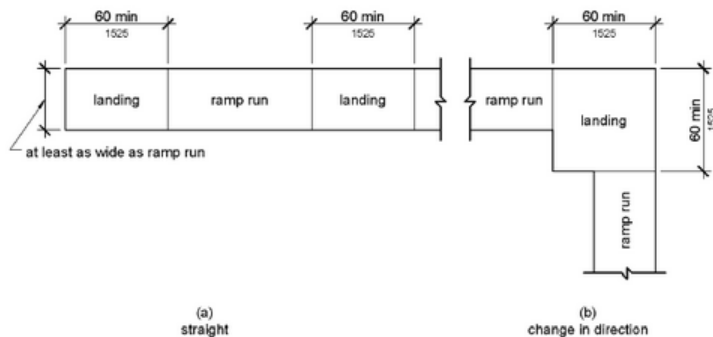 60 min
1525
60 min
1525
60 min
1525
landing
ramp run
landing
ramp run
landing
60 min
1525
at least as wide as ramp run
ramp run
(a)
straight
(b)
change in direction